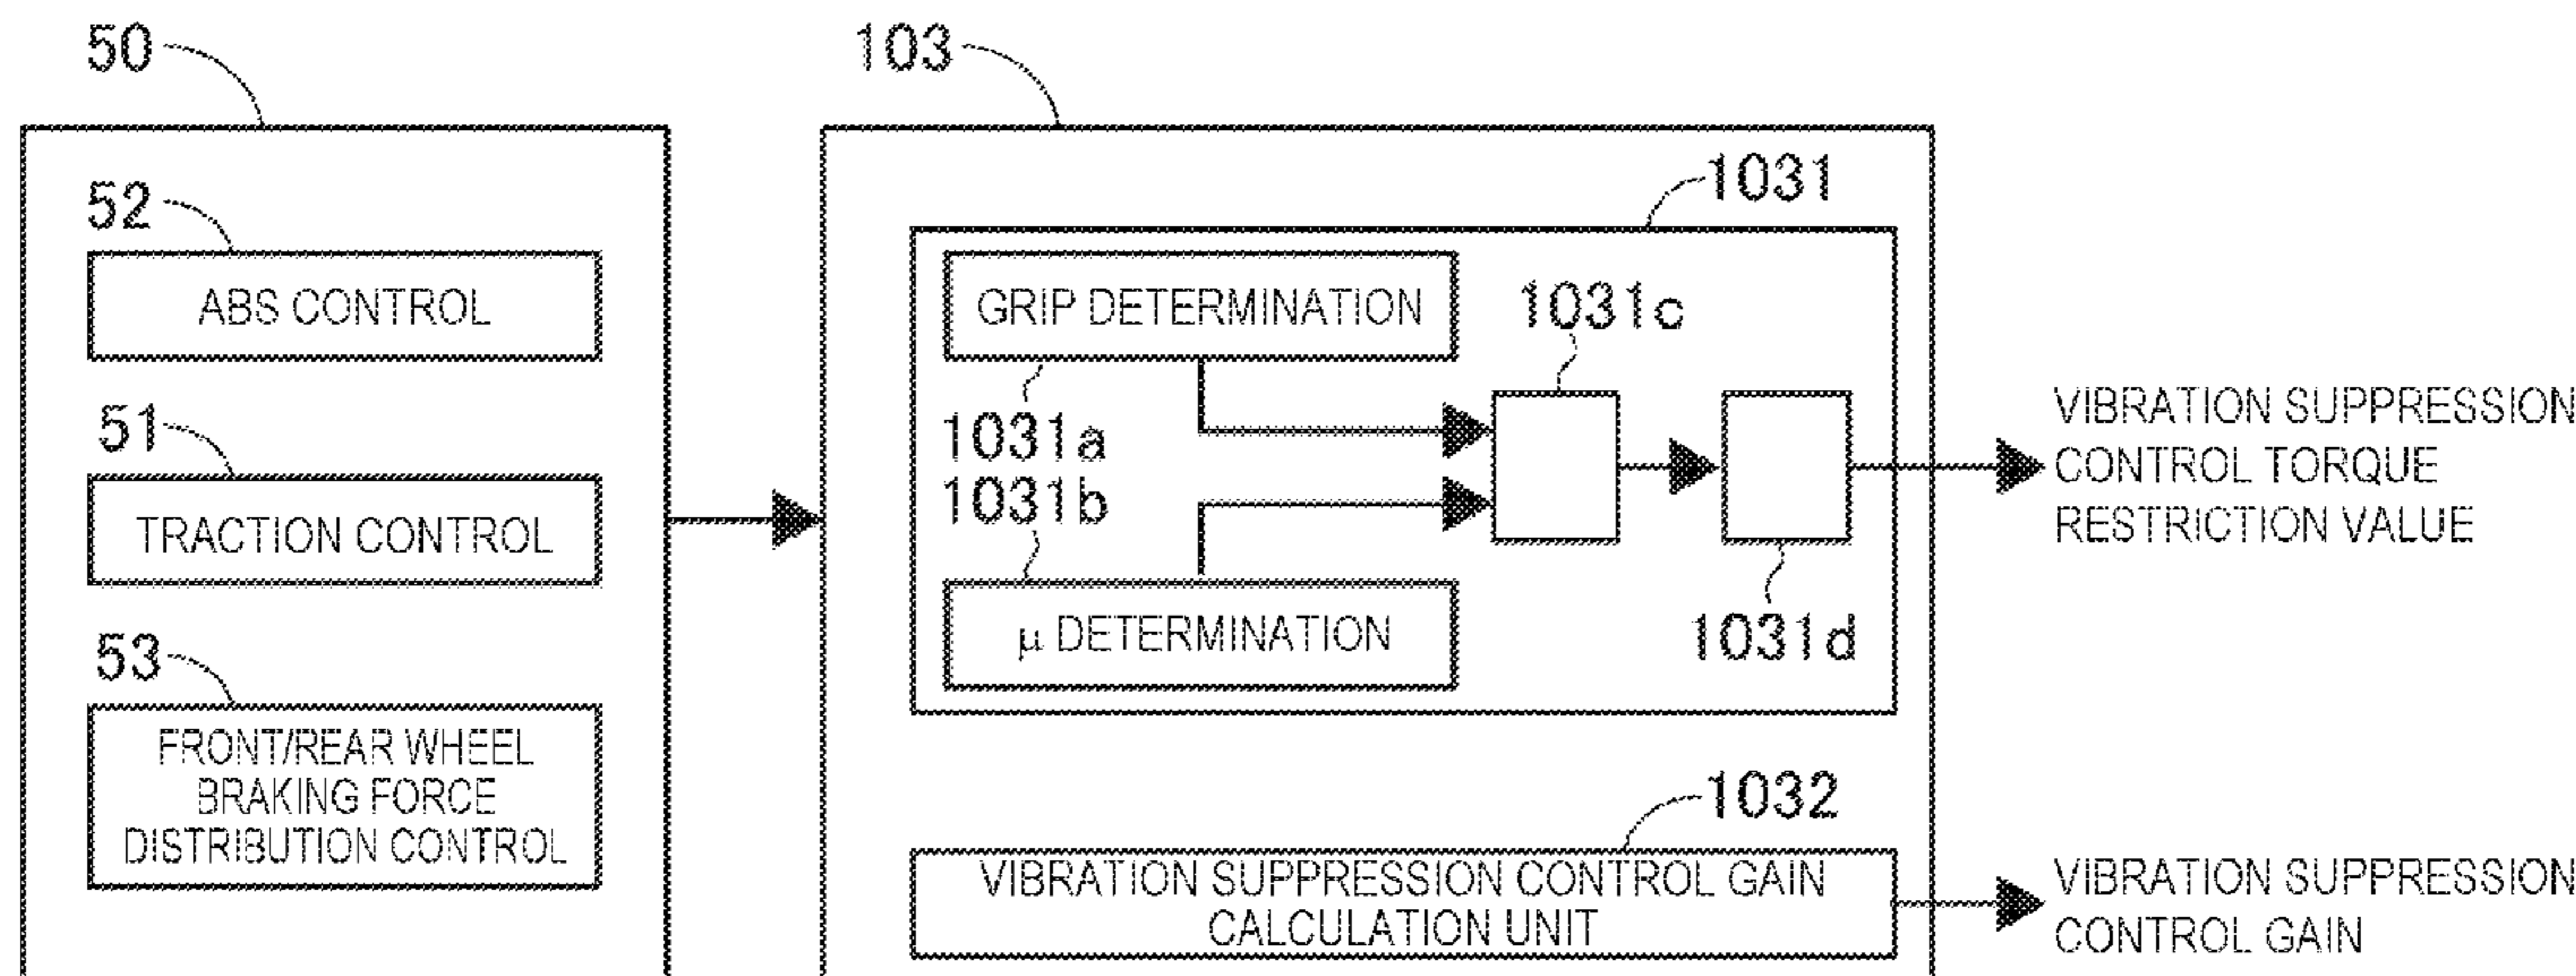 50
103
52
ABS CONTROL
51
TRACTION CONTROL
53
FRONT/REAR WHEEL
BRAKING FORCE
DISTRIBUTION CONTROL
1031
GRIP DETERMINATION
1031a
1031b
μ DETERMINATION
1031c
1031d
VIBRATION SUPPRESSION
CONTROL TORQUE
RESTRICTION VALUE
1032
VIBRATION SUPPRESSION CONTROL GAIN
CALCULATION UNIT
VIBRATION SUPPRESSION
CONTROL GAIN